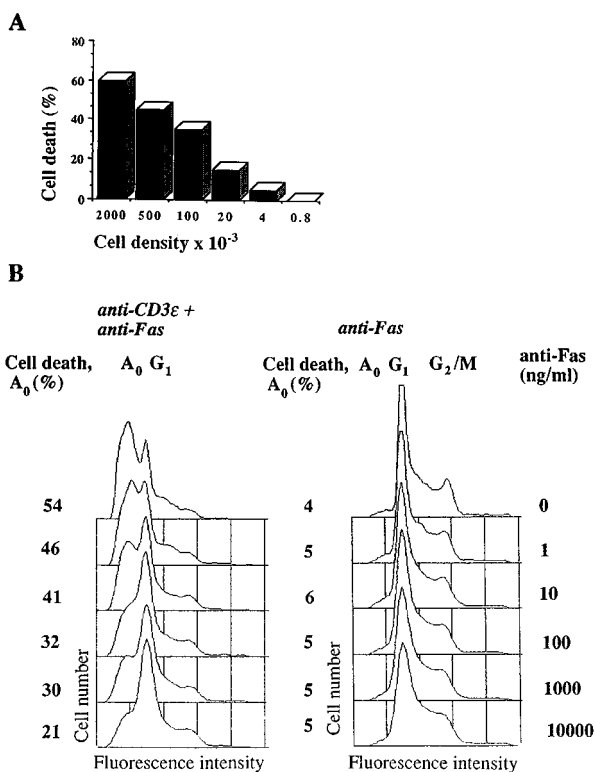 A
Cell death (%)
80
60
40
20
0
2000 500 100 20 4 0.8
Cell density x 10⁻³
B
anti-CD3ε +
anti-Fas
anti-Fas
Cell death, A₀ G₁
A₀(%)
Cell death, A₀ G₁ G₂/M
A₀(%)
anti-Fas
(ng/ml)
54 4 0
46 5 1
41 6 10
32 5 100
30 5 1000
21 5 10000
Cell number
Cell number
Fluorescence intensity
Fluorescence intensity